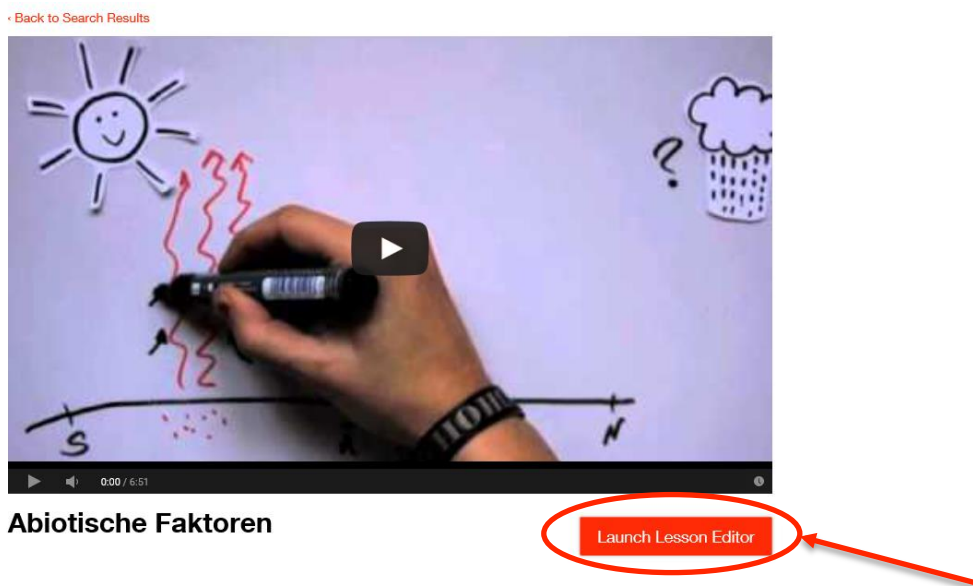 ‹ Back to Search Results
?
S
N
0:00 / 6:51
Abiotische Faktoren
Launch Lesson Editor